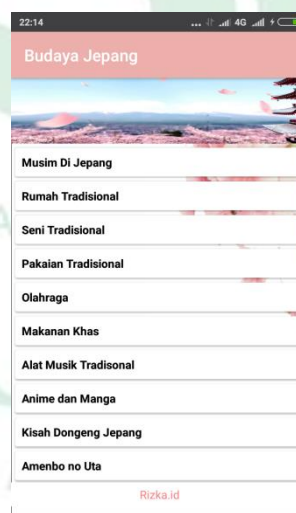 22:14
... 4G
Budaya Jepang
Musim Di Jepang
Rumah Tradisional
Seni Tradisional
Pakaian Tradisional
Olahraga
Makanan Khas
Alat Musik Tradisonal
Anime dan Manga
Kisah Dongeng Jepang
Amenbo no Uta
Rizka.id